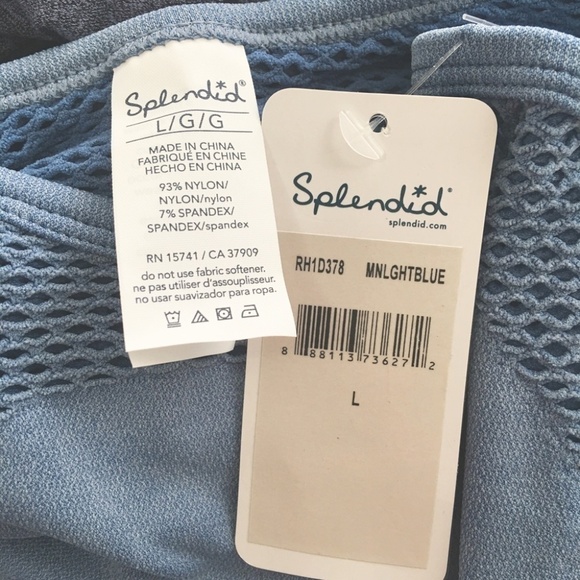 Splendid®
L/G/G
MADE IN CHINA
FABRIQUÉ EN CHINE
HECHO EN CHINA
93% NYLON/
NYLON/nylon
7% SPANDEX/
SPANDEX/spandex
RN 15741 / CA 37909
do not use fabric softener.
ne pas utiliser d'assouplisseur.
no usar suavizador para ropa.
Splendid®
splendid.com
RH1D378 MNLGHTBLUE
8 88113 73627 2
L